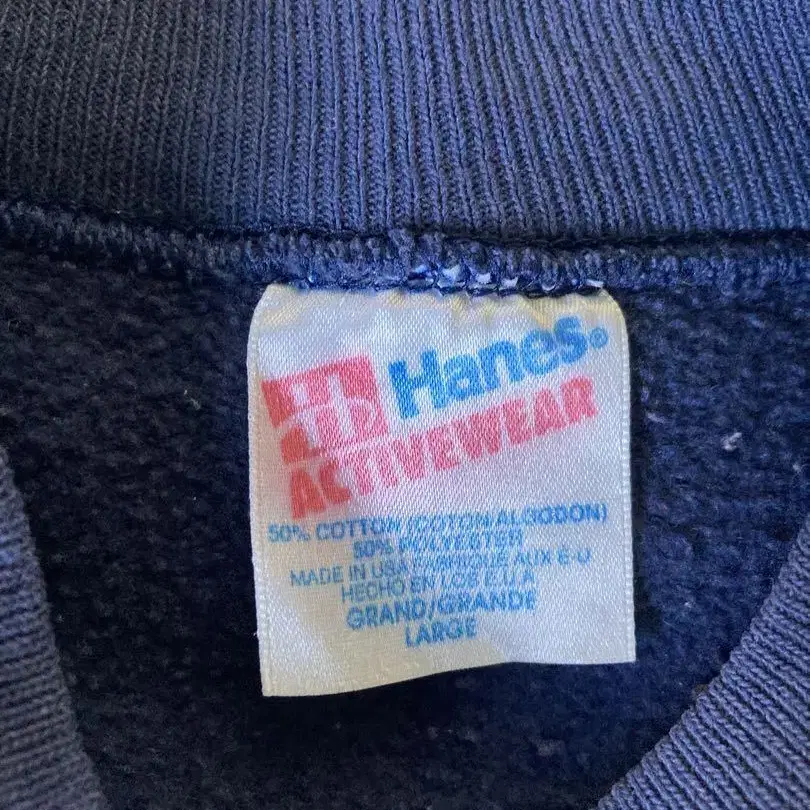 Hanes®
ACTIVEWEAR
50% COTTON (COTON ALGODON)
50% POLYESTER
MADE IN USA FABRIQUE AUX É-U
HECHO EN LOS E.U.A
GRAND/GRANDE
LARGE